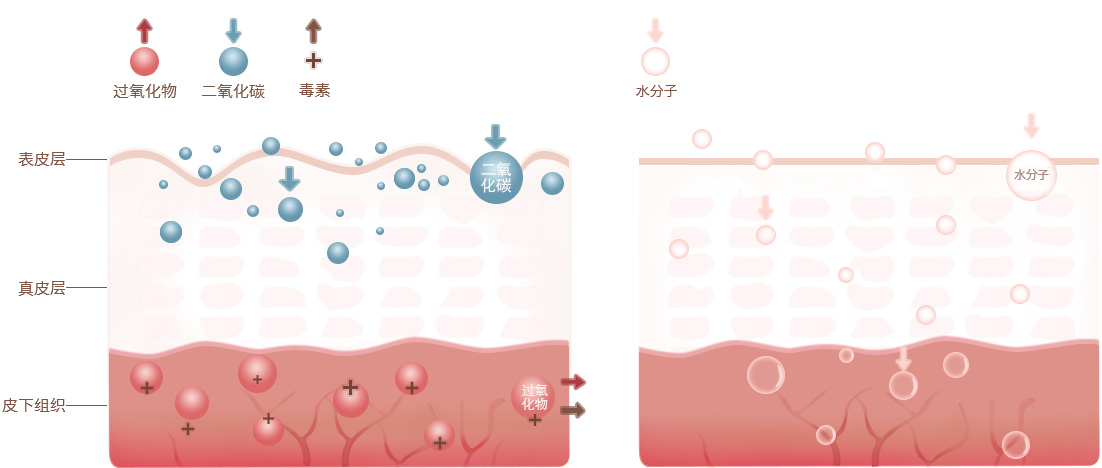 过氧化物
二氧化碳
毒素
水分子
表皮层
二氧
化碳
水分子
真皮层
皮下组织
过氧
化物